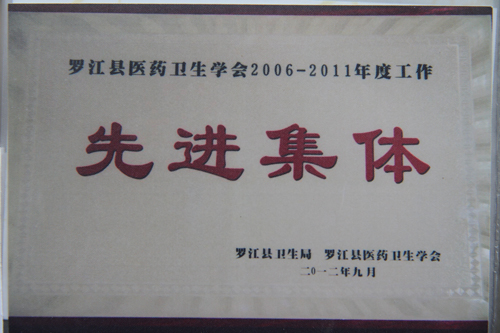 罗江县医药卫生学会2006-2011年度工作
先进集体
罗江县卫生局 罗江县医药卫生学会
二0一二年九月